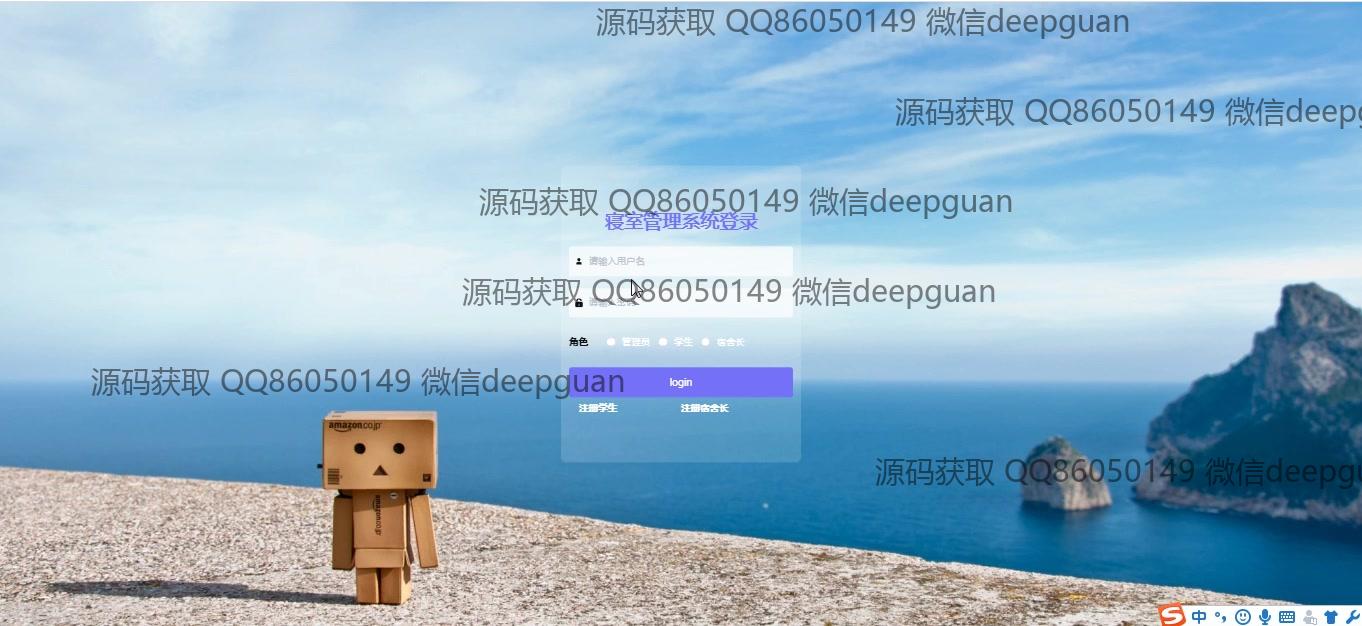 源码获取 QQ86050149 微信deepguan
源码获取 QQ86050149 微信deepg
源码获取 QQ86050149 微信deepguan
寝室管理系统登录
请输入用户名
源码获取 QQ86050149 微信deepguan
角色 管理员 学生 宿舍长
源码获取 QQ86050149 微信deepguan
login
注册学生 注册宿舍长
amazon.co.jp
源码获取 QQ86050149 微信deepg
中